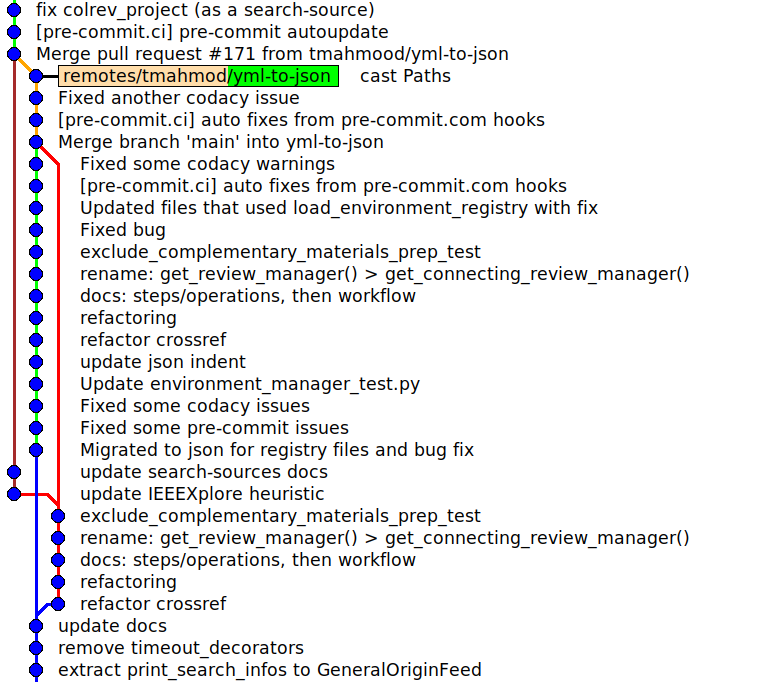 fix colrev_project (as a search-source)
[pre-commit.ci] pre-commit autoupdate
Merge pull request #171 from tmahmood/yml-to-json
remotes/tmahmod/yml-to-json cast Paths
Fixed another codacy issue
[pre-commit.ci] auto fixes from pre-commit.com hooks
Merge branch 'main' into yml-to-json
Fixed some codacy warnings
[pre-commit.ci] auto fixes from pre-commit.com hooks
Updated files that used load_environment_registry with fix
Fixed bug
exclude_complementary_materials_prep_test
rename: get_review_manager() > get_connecting_review_manager()
docs: steps/operations, then workflow
refactoring
refactor crossref
update json indent
Update environment_manager_test.py
Fixed some codacy issues
Fixed some pre-commit issues
Migrated to json for registry files and bug fix
update search-sources docs
update IEEEXplore heuristic
exclude_complementary_materials_prep_test
rename: get_review_manager() > get_connecting_review_manager()
docs: steps/operations, then workflow
refactoring
refactor crossref
update docs
remove timeout_decorators
extract print_search_infos to GeneralOriginFeed